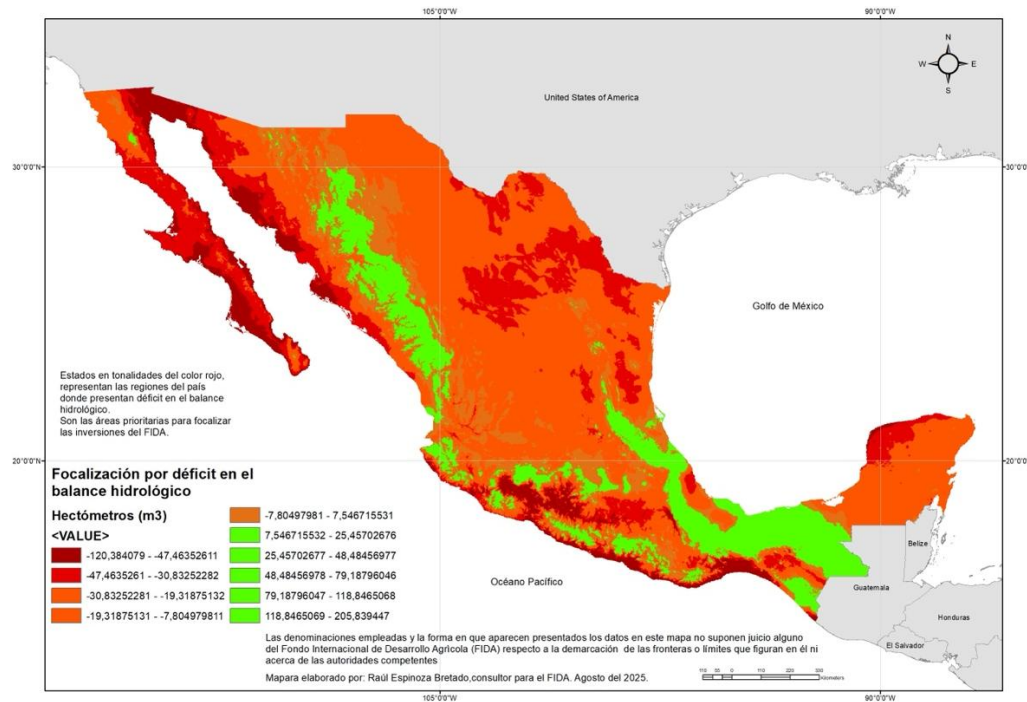 105°0'0"W
90°0'0"W
N
W
E
S
United States of America
30°0'0"N
30°0'0"N
Golfo de México
Estados en tonalidades del color rojo,
representan las regiones del país
donde presentan déficit en el balance
hidrológico.
Son las áreas prioritarias para focalizar
las inversiones del FIDA.
20°0'0"N
20°0'0"N
Focalización por déficit en el
balance hidrológico
Hectómetros (m3)
<VALUE>
-120,384079 - -47,46352611
-47,4635261 - -30,83252282
-30,83252281 - -19,31875132
-19,31875131 - -7,804979811
-7,80497981 - 7,546715531
7,546715532 - 25,45702676
25,45702677 - 48,48456977
48,48456978 - 79,18796046
79,18796047 - 118,8465068
118,8465069 - 205,839447
Océano Pacífico
Belize
Guatemala
Honduras
El Salvador
Las denominaciones empleadas y la forma en que aparecen presentados los datos en este mapa no suponen juicio alguno
del Fondo Internacional de Desarrollo Agrícola (FIDA) respecto a la demarcación de las fronteras o límites que figuran en él ni
acerca de las autoridades competentes
Mapara elaborado por: Raúl Espinoza Bretado,consultor para el FIDA. Agosto del 2025.
110 55 0 110 220 330
Kilometers
105°0'0"W
90°0'0"W